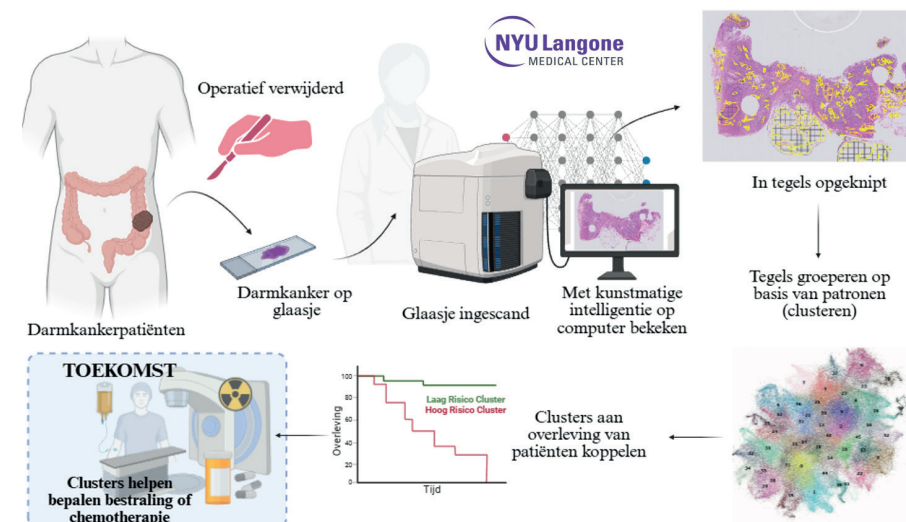 NYU Langone
MEDICAL CENTER
Operatief verwijderd
In tegels opgeknipt
Darmkanker op
glaasje
Glaasje ingescand
Met kunstmatige
intelligentie op
computer bekeken
Tegels groeperen op
basis van patronen
(clusteren)
Darmkankerpatiënten
TOEKOMST
Clusters helpen
bepalen bestraling of
chemotherapie
100
80
60
40
20
0
Overleving
Tijd
Laag Risico Cluster
Hoog Risico Cluster
Clusters aan
overleving van
patiënten koppelen